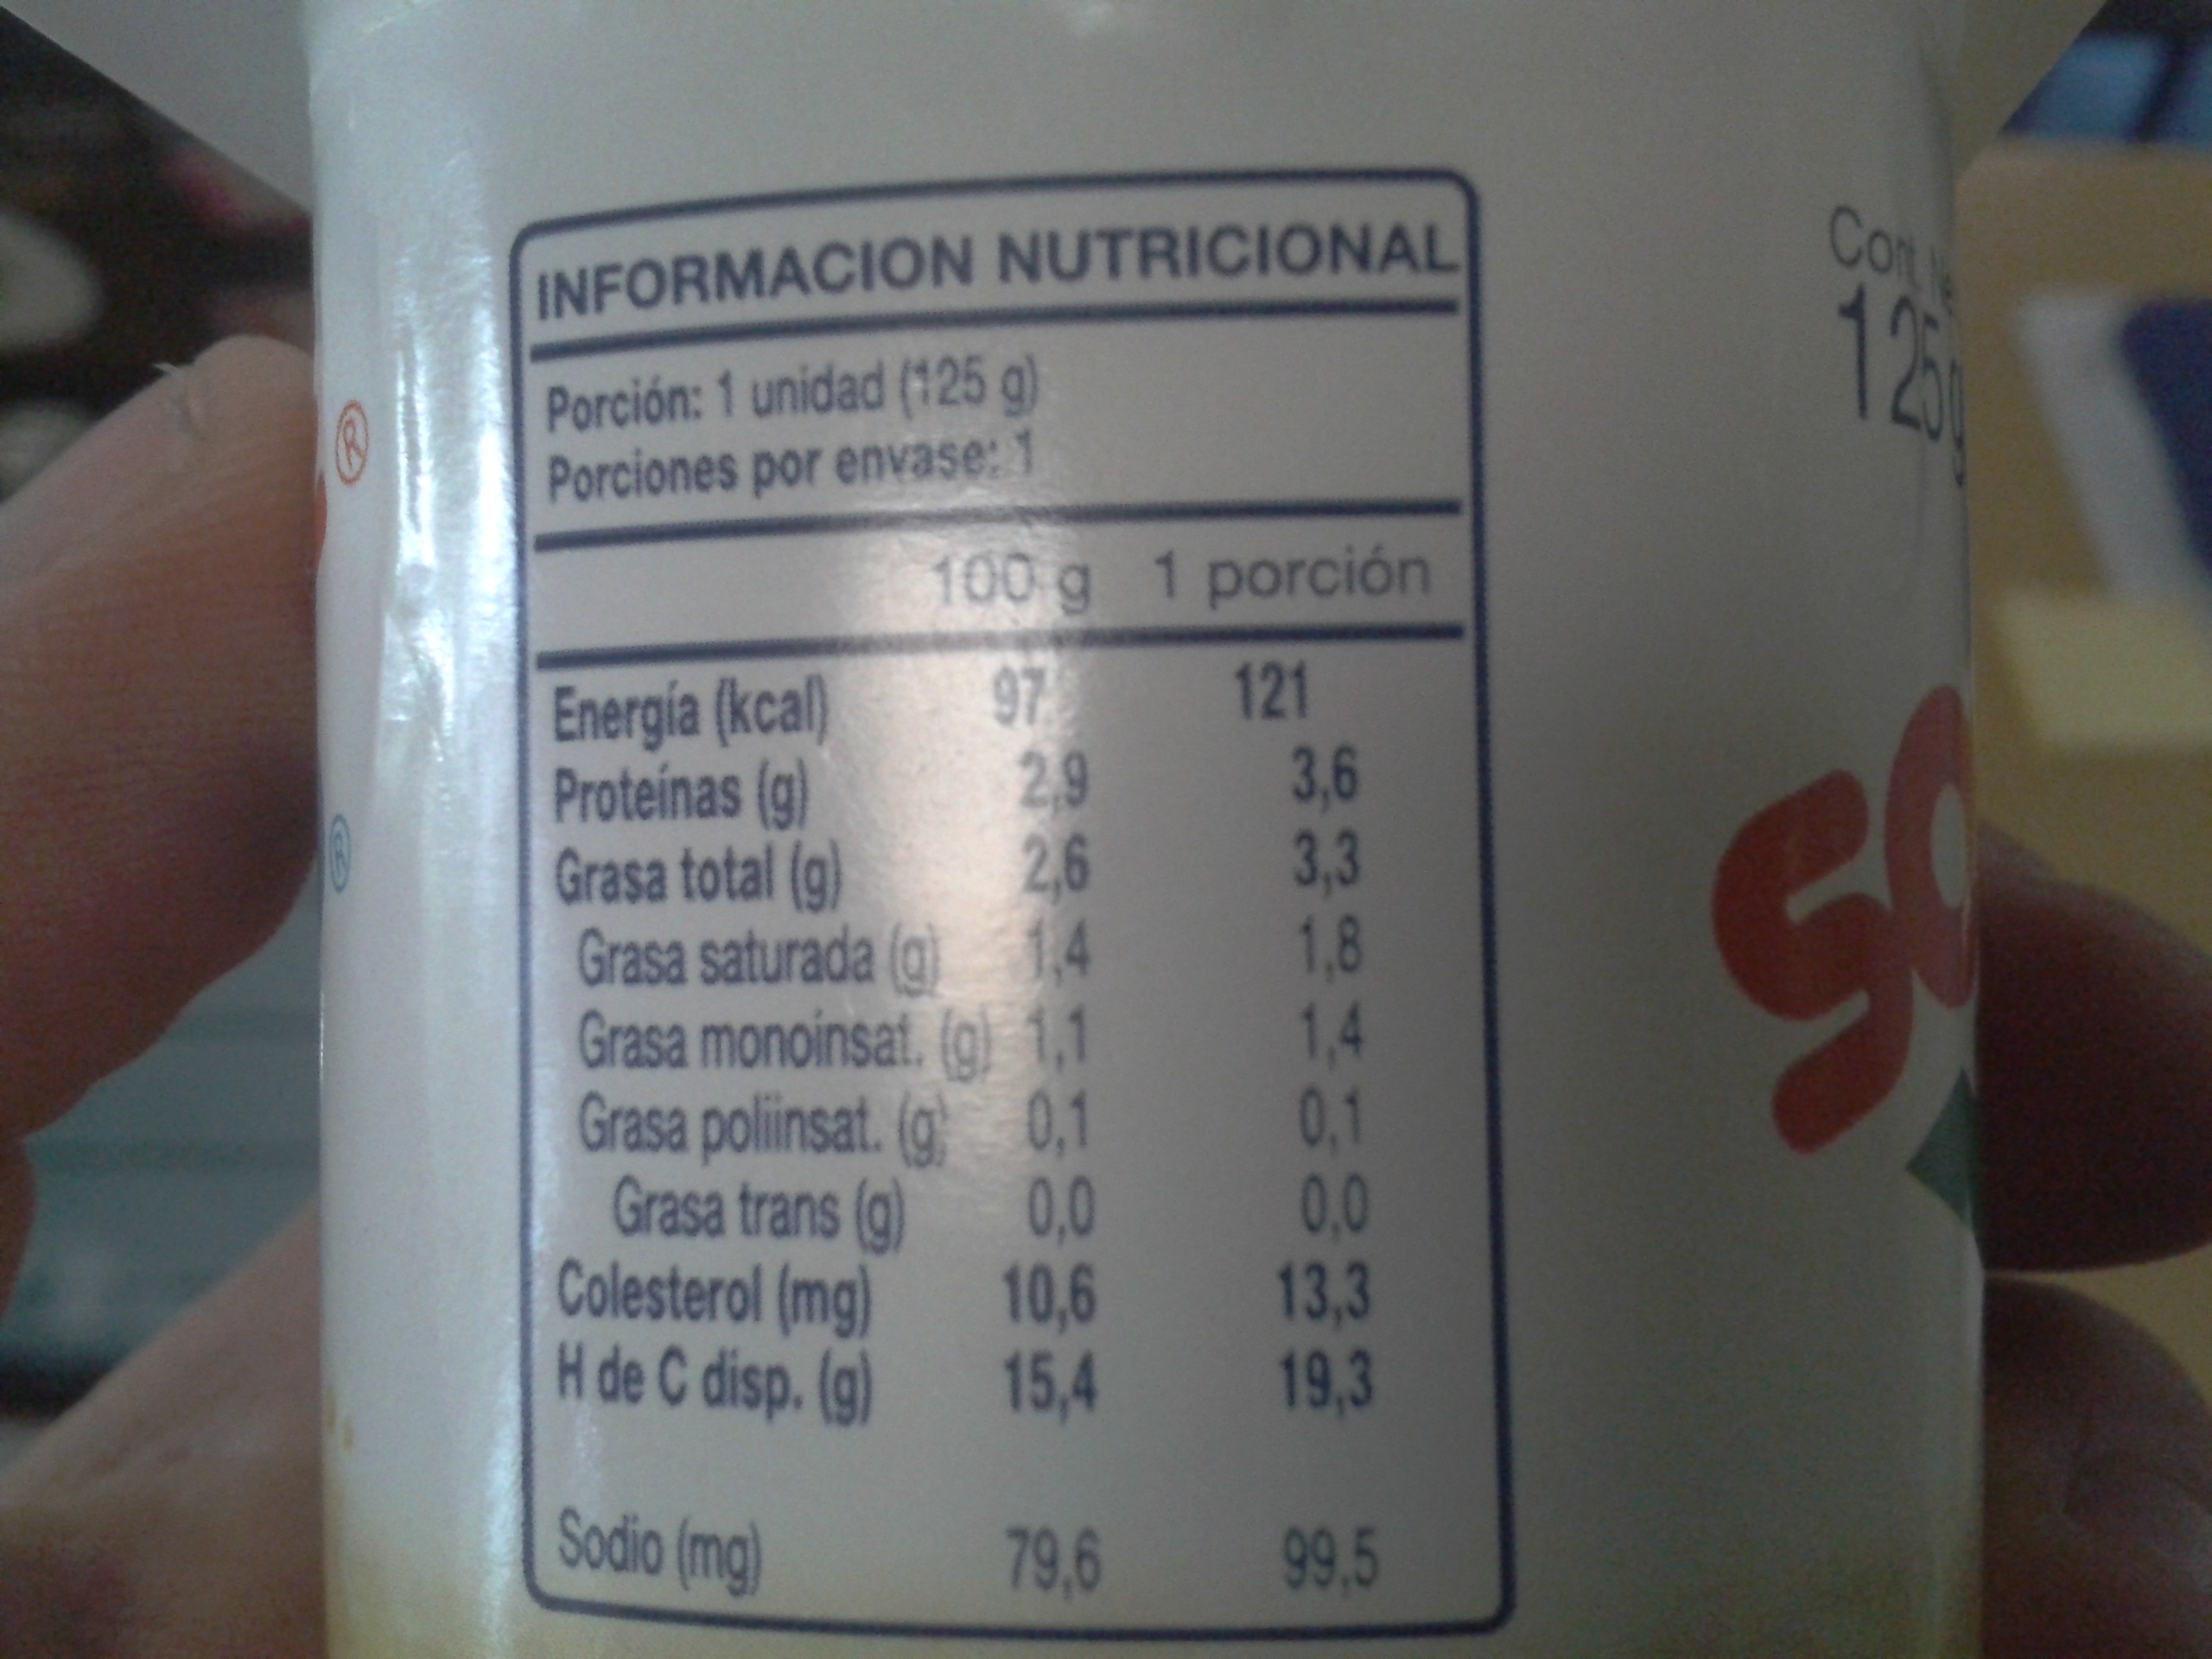 INFORMACION NUTRICIONAL
Porción: 1 unidad (125 g)
Porciones por envase: 1
100 g 1 porción
Energía (kcal) 97 121
Proteínas (g) 2,9 3,6
Grasa total (g) 2,6 3,3
Grasa saturada (g) 1,4 1,8
Grasa monoinsat. (g) 1,1 1,4
Grasa poliinsat. (g) 0,1 0,1
Grasa trans (g) 0,0 0,0
Colesterol (mg) 10,6 13,3
H de C disp. (g) 15,4 19,3
Sodio (mg) 79,6 99,5
®
®
Cont.
125g